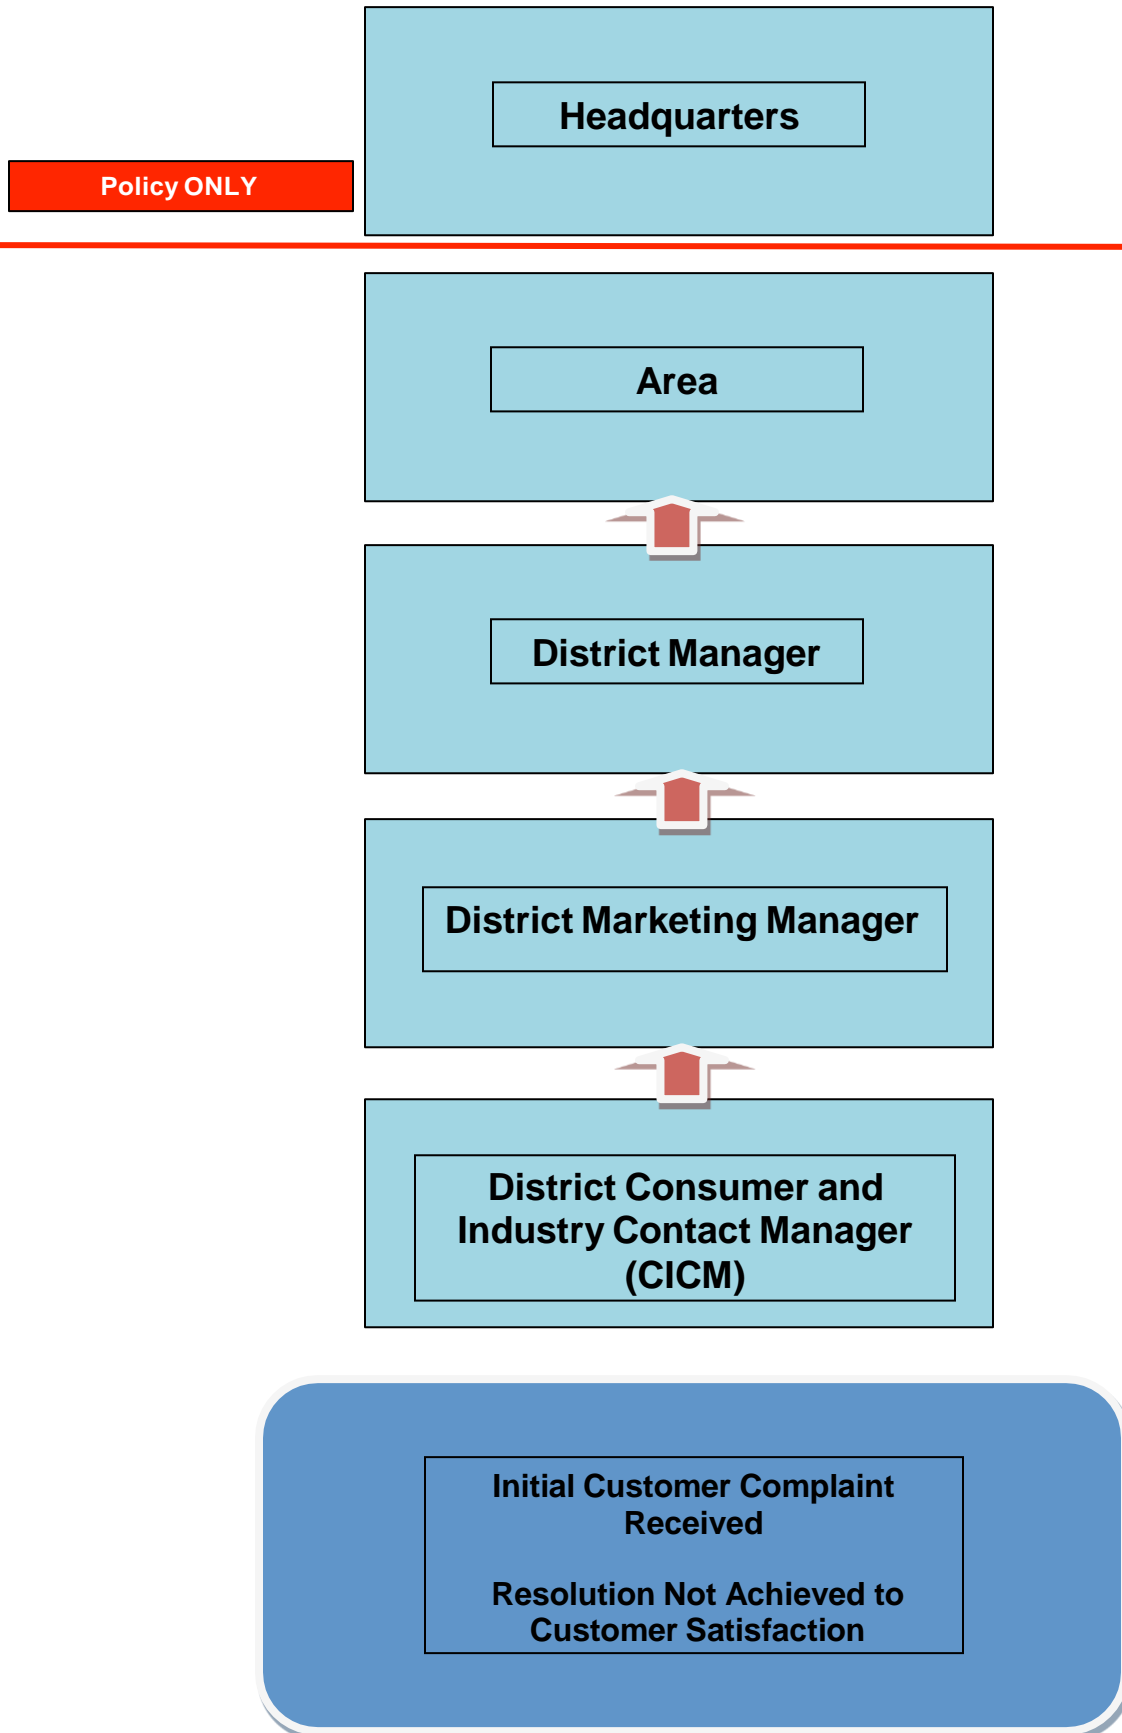 Headquarters
Policy ONLY
Area
District Manager
District Marketing Manager
District Consumer and
Industry Contact Manager
(CICM)
Initial Customer Complaint
Received
Resolution Not Achieved to
Customer Satisfaction